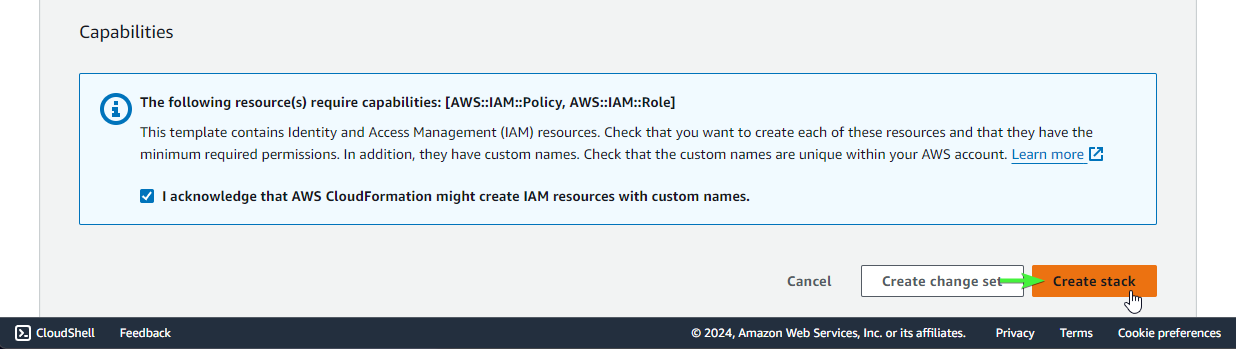 Capabilities
The following resource(s) require capabilities: [AWS::IAM::Policy, AWS::IAM::Role]
This template contains Identity and Access Management (IAM) resources. Check that you want to create each of these resources and that they have the
minimum required permissions. In addition, they have custom names. Check that the custom names are unique within your AWS account. Learn more
I acknowledge that AWS CloudFormation might create IAM resources with custom names.
Cancel Create change set Create stack
CloudShell Feedback © 2024, Amazon Web Services, Inc. or its affiliates. Privacy Terms Cookie preferences